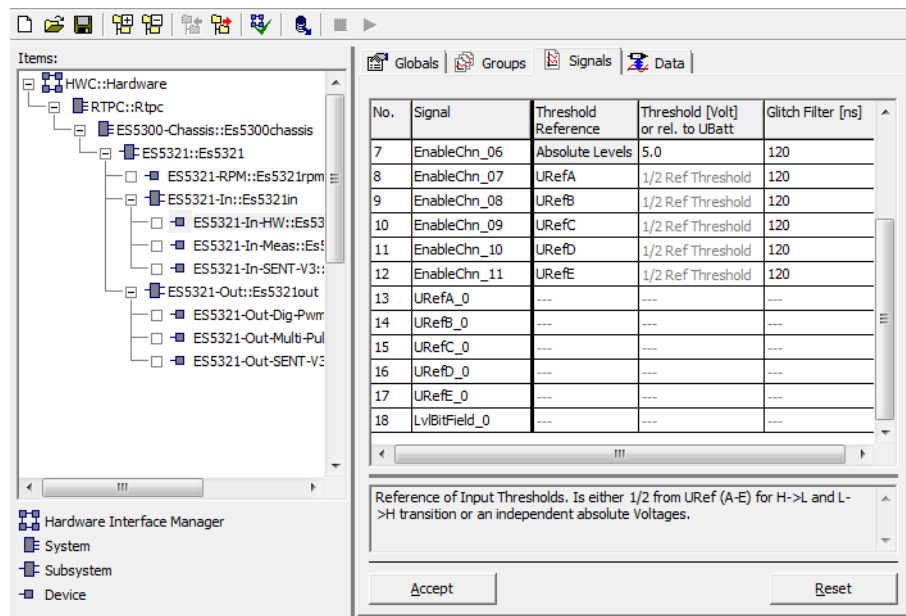 Items:
HWC::Hardware
RTPC::Rtpc
ES5300-Chassis::Es5300chassis
ES5321::Es5321
ES5321-RPM::Es5321rpm
ES5321-In::Es5321in
ES5321-In-HW::Es53
ES5321-In-Meas::Es5
ES5321-In-SENT-V3::
ES5321-Out::Es5321out
ES5321-Out-Dig-Pwm
ES5321-Out-Multi-Pul
ES5321-Out-SENT-V3
Hardware Interface Manager
System
Subsystem
Device
Globals Groups Signals Data
No. Signal Threshold Reference Threshold [Volt] or rel. to UBatt Glitch Filter [ns]
7 EnableChn_06 Absolute Levels 5.0 120
8 EnableChn_07 URefA 1/2 Ref Threshold 120
9 EnableChn_08 URefB 1/2 Ref Threshold 120
10 EnableChn_09 URefC 1/2 Ref Threshold 120
11 EnableChn_10 URefD 1/2 Ref Threshold 120
12 EnableChn_11 URefE 1/2 Ref Threshold 120
13 URefA_0 --- --- ---
14 URefB_0 --- --- ---
15 URefC_0 --- --- ---
16 URefD_0 --- --- ---
17 URefE_0 --- --- ---
18 LvlBitField_0 --- --- ---
Reference of Input Thresholds. Is either 1/2 from URef (A-E) for H->L and L-
>H transition or an independent absolute Voltages.
Accept Reset